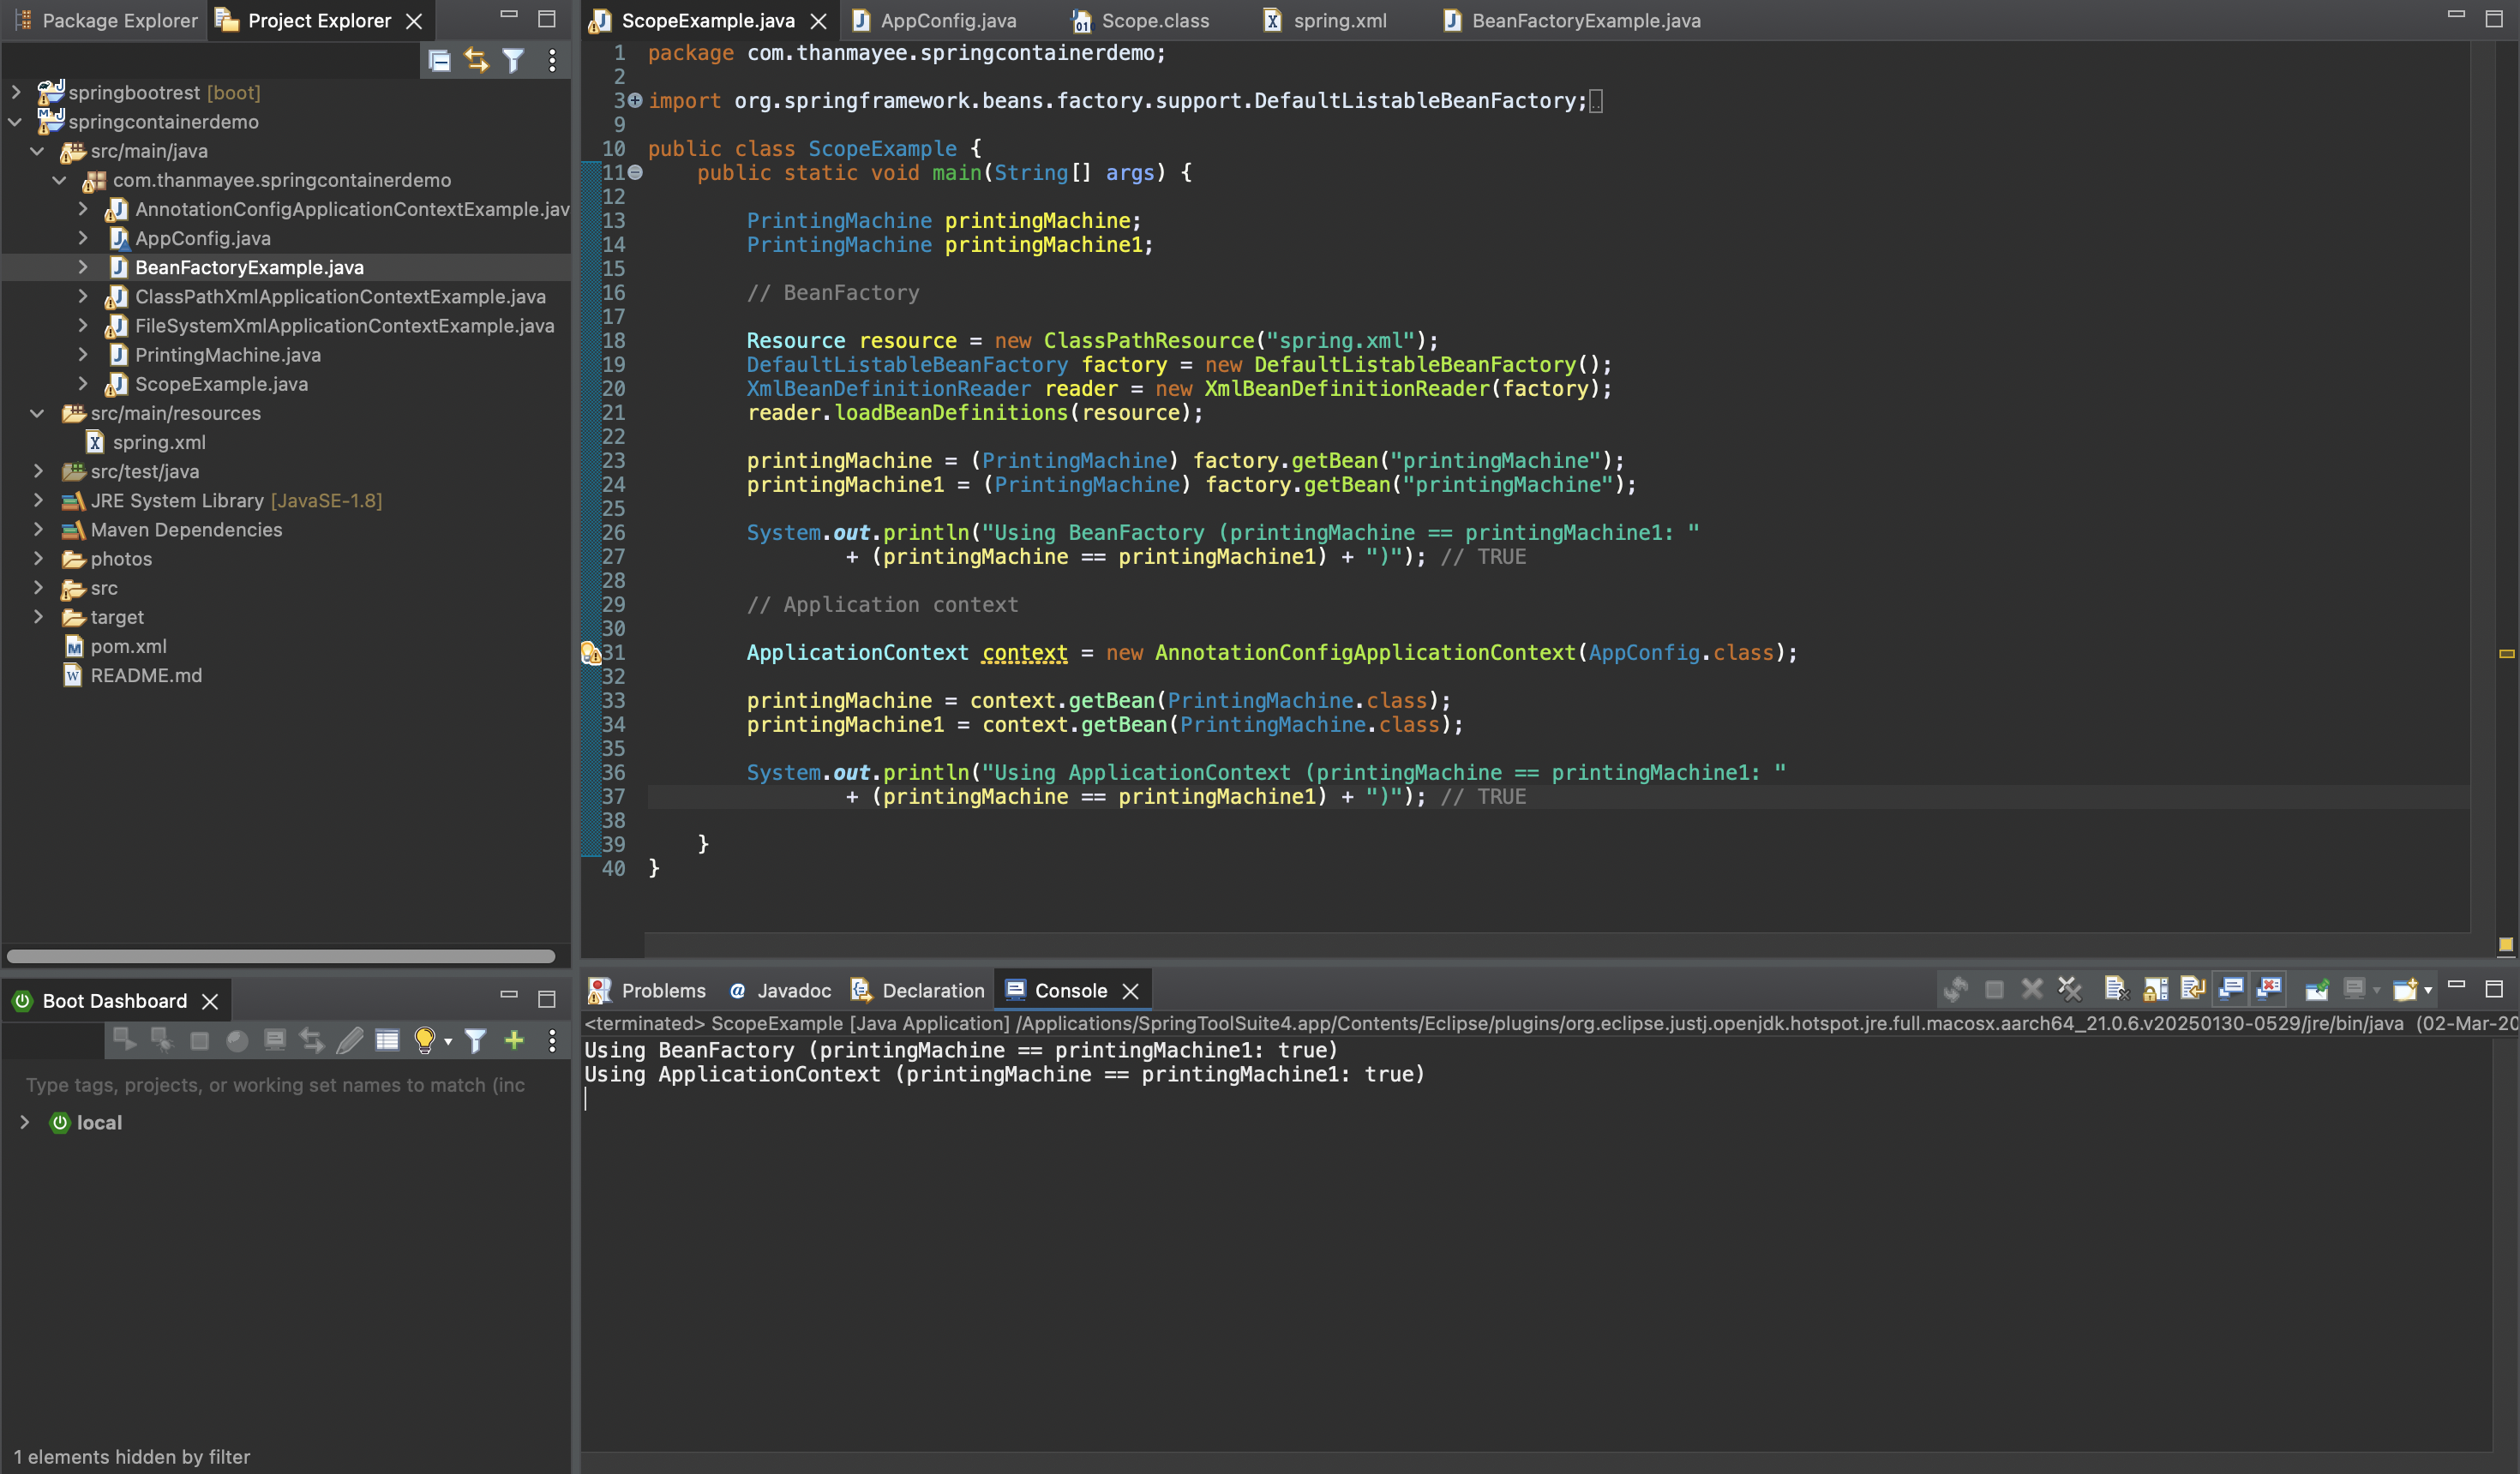 Package Explorer
Project Explorer
springbootrest [boot]
springcontainerdemo
src/main/java
com.thanmayee.springcontainerdemo
AnnotationConfigApplicationContextExample.jav
AppConfig.java
BeanFactoryExample.java
ClassPathXmlApplicationContextExample.java
FileSystemXmlApplicationContextExample.java
PrintingMachine.java
ScopeExample.java
src/main/resources
spring.xml
src/test/java
JRE System Library [JavaSE-1.8]
Maven Dependencies
photos
src
target
pom.xml
README.md
ScopeExample.java
AppConfig.java
Scope.class
spring.xml
BeanFactoryExample.java
1 package com.thanmayee.springcontainerdemo;
2
3 import org.springframework.beans.factory.support.DefaultListableBeanFactory;
9
10 public class ScopeExample {
11 public static void main(String[] args) {
12
13 PrintingMachine printingMachine;
14 PrintingMachine printingMachine1;
15
16 // BeanFactory
17
18 Resource resource = new ClassPathResource("spring.xml");
19 DefaultListableBeanFactory factory = new DefaultListableBeanFactory();
20 XmlBeanDefinitionReader reader = new XmlBeanDefinitionReader(factory);
21 reader.loadBeanDefinitions(resource);
22
23 printingMachine = (PrintingMachine) factory.getBean("printingMachine");
24 printingMachine1 = (PrintingMachine) factory.getBean("printingMachine");
25
26 System.out.println("Using BeanFactory (printingMachine == printingMachine1: "
27 + (printingMachine == printingMachine1) + ")"); // TRUE
28
29 // Application context
30
31 ApplicationContext context = new AnnotationConfigApplicationContext(AppConfig.class);
32
33 printingMachine = context.getBean(PrintingMachine.class);
34 printingMachine1 = context.getBean(PrintingMachine.class);
35
36 System.out.println("Using ApplicationContext (printingMachine == printingMachine1: "
37 + (printingMachine == printingMachine1) + ")"); // TRUE
38
39 }
40 }
Boot Dashboard
Type tags, projects, or working set names to match (inc
local
1 elements hidden by filter
Problems
@ Javadoc
Declaration
Console
<terminated> ScopeExample [Java Application] /Applications/SpringToolSuite4.app/Contents/Eclipse/plugins/org.eclipse.justj.openjdk.hotspot.jre.full.macosx.aarch64_21.0.6.v20250130-0529/jre/bin/java (02-Mar-20
Using BeanFactory (printingMachine == printingMachine1: true)
Using ApplicationContext (printingMachine == printingMachine1: true)